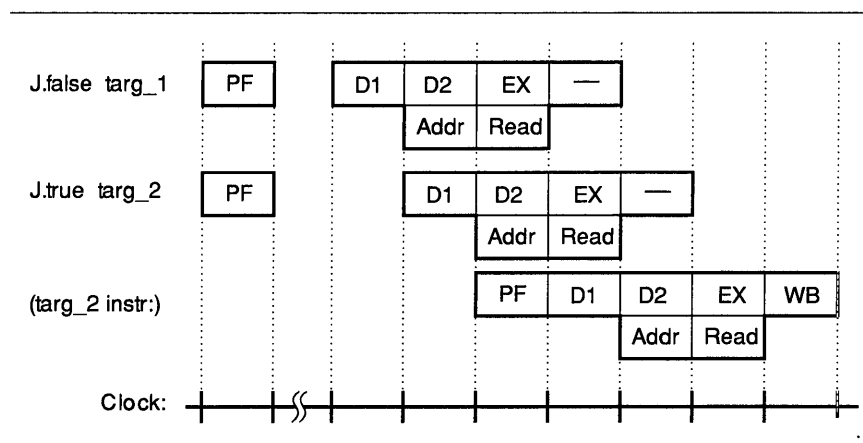 J.false targ_1 PF D1 D2 EX —
Addr Read
J.true targ_2 PF D1 D2 EX —
Addr Read
(targ_2 instr:) PF D1 D2 EX WB
Addr Read
Clock: